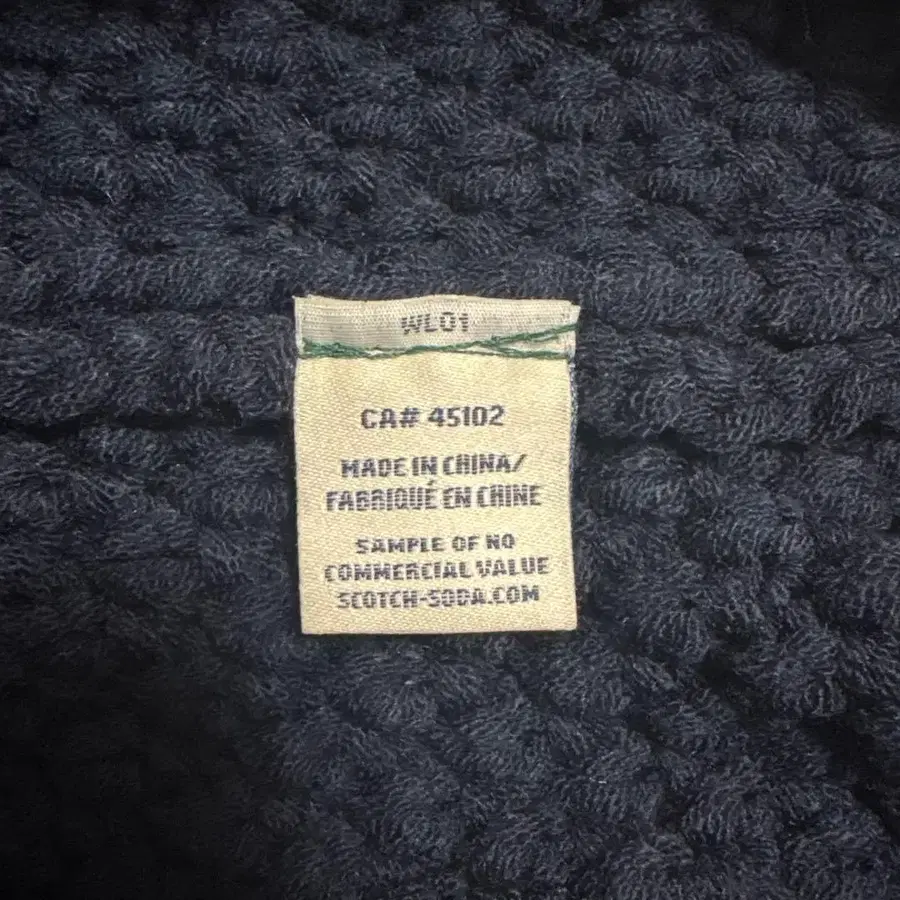 WL01
CA# 45102
MADE IN CHINA/
FABRIQUÉ EN CHINE
SAMPLE OF NO
COMMERCIAL VALUE
SCOTCH-SODA.COM